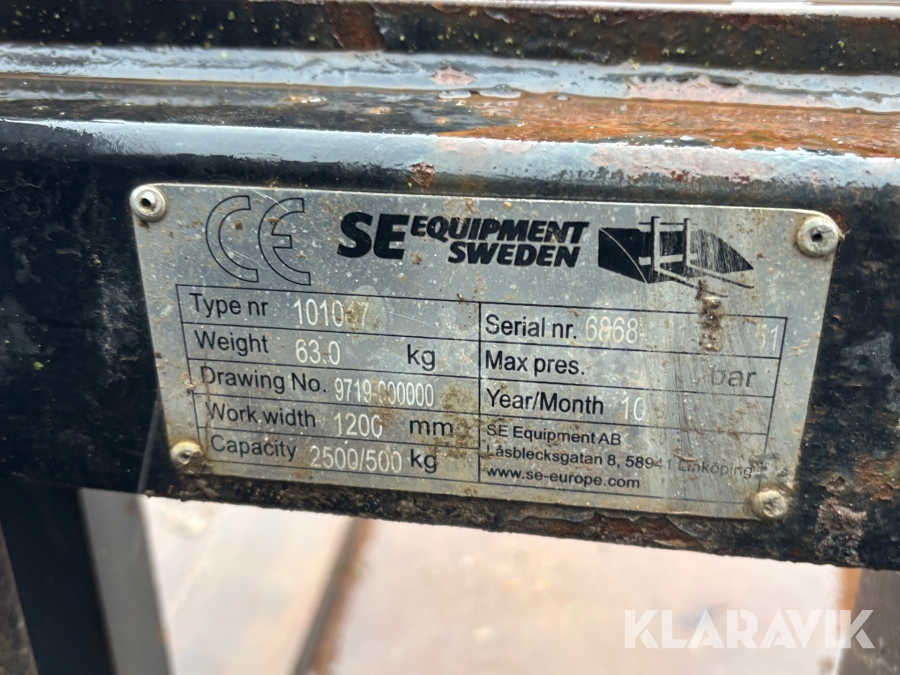 CE SE EQUIPMENT SWEDEN
Type nr
Weight 63.0 kg
Drawing No.
Work width 1200 mm
Capacity 2500/500 kg
Serial nr.
Max pres. bar
Year/Month 10
SE Equipment AB
Låsblecksgatan 8, 58941 Linköping
www.se-europe.com
KLARAVIK